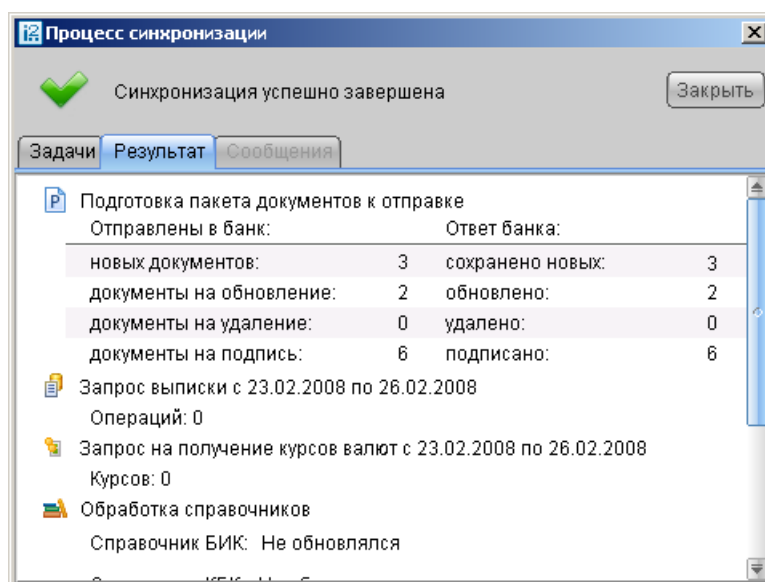 Процесс синхронизации
Синхронизация успешно завершена
Закрыть
Задачи Результат Сообщения
Подготовка пакета документов к отправке
Отправлены в банк: Ответ банка:
новых документов: 3 сохранено новых: 3
документы на обновление: 2 обновлено: 2
документы на удаление: 0 удалено: 0
документы на подпись: 6 подписано: 6
Запрос выписки с 23.02.2008 по 26.02.2008
Операций: 0
Запрос на получение курсов валют с 23.02.2008 по 26.02.2008
Курсов: 0
Обработка справочников
Справочник БИК: Не обновлялся